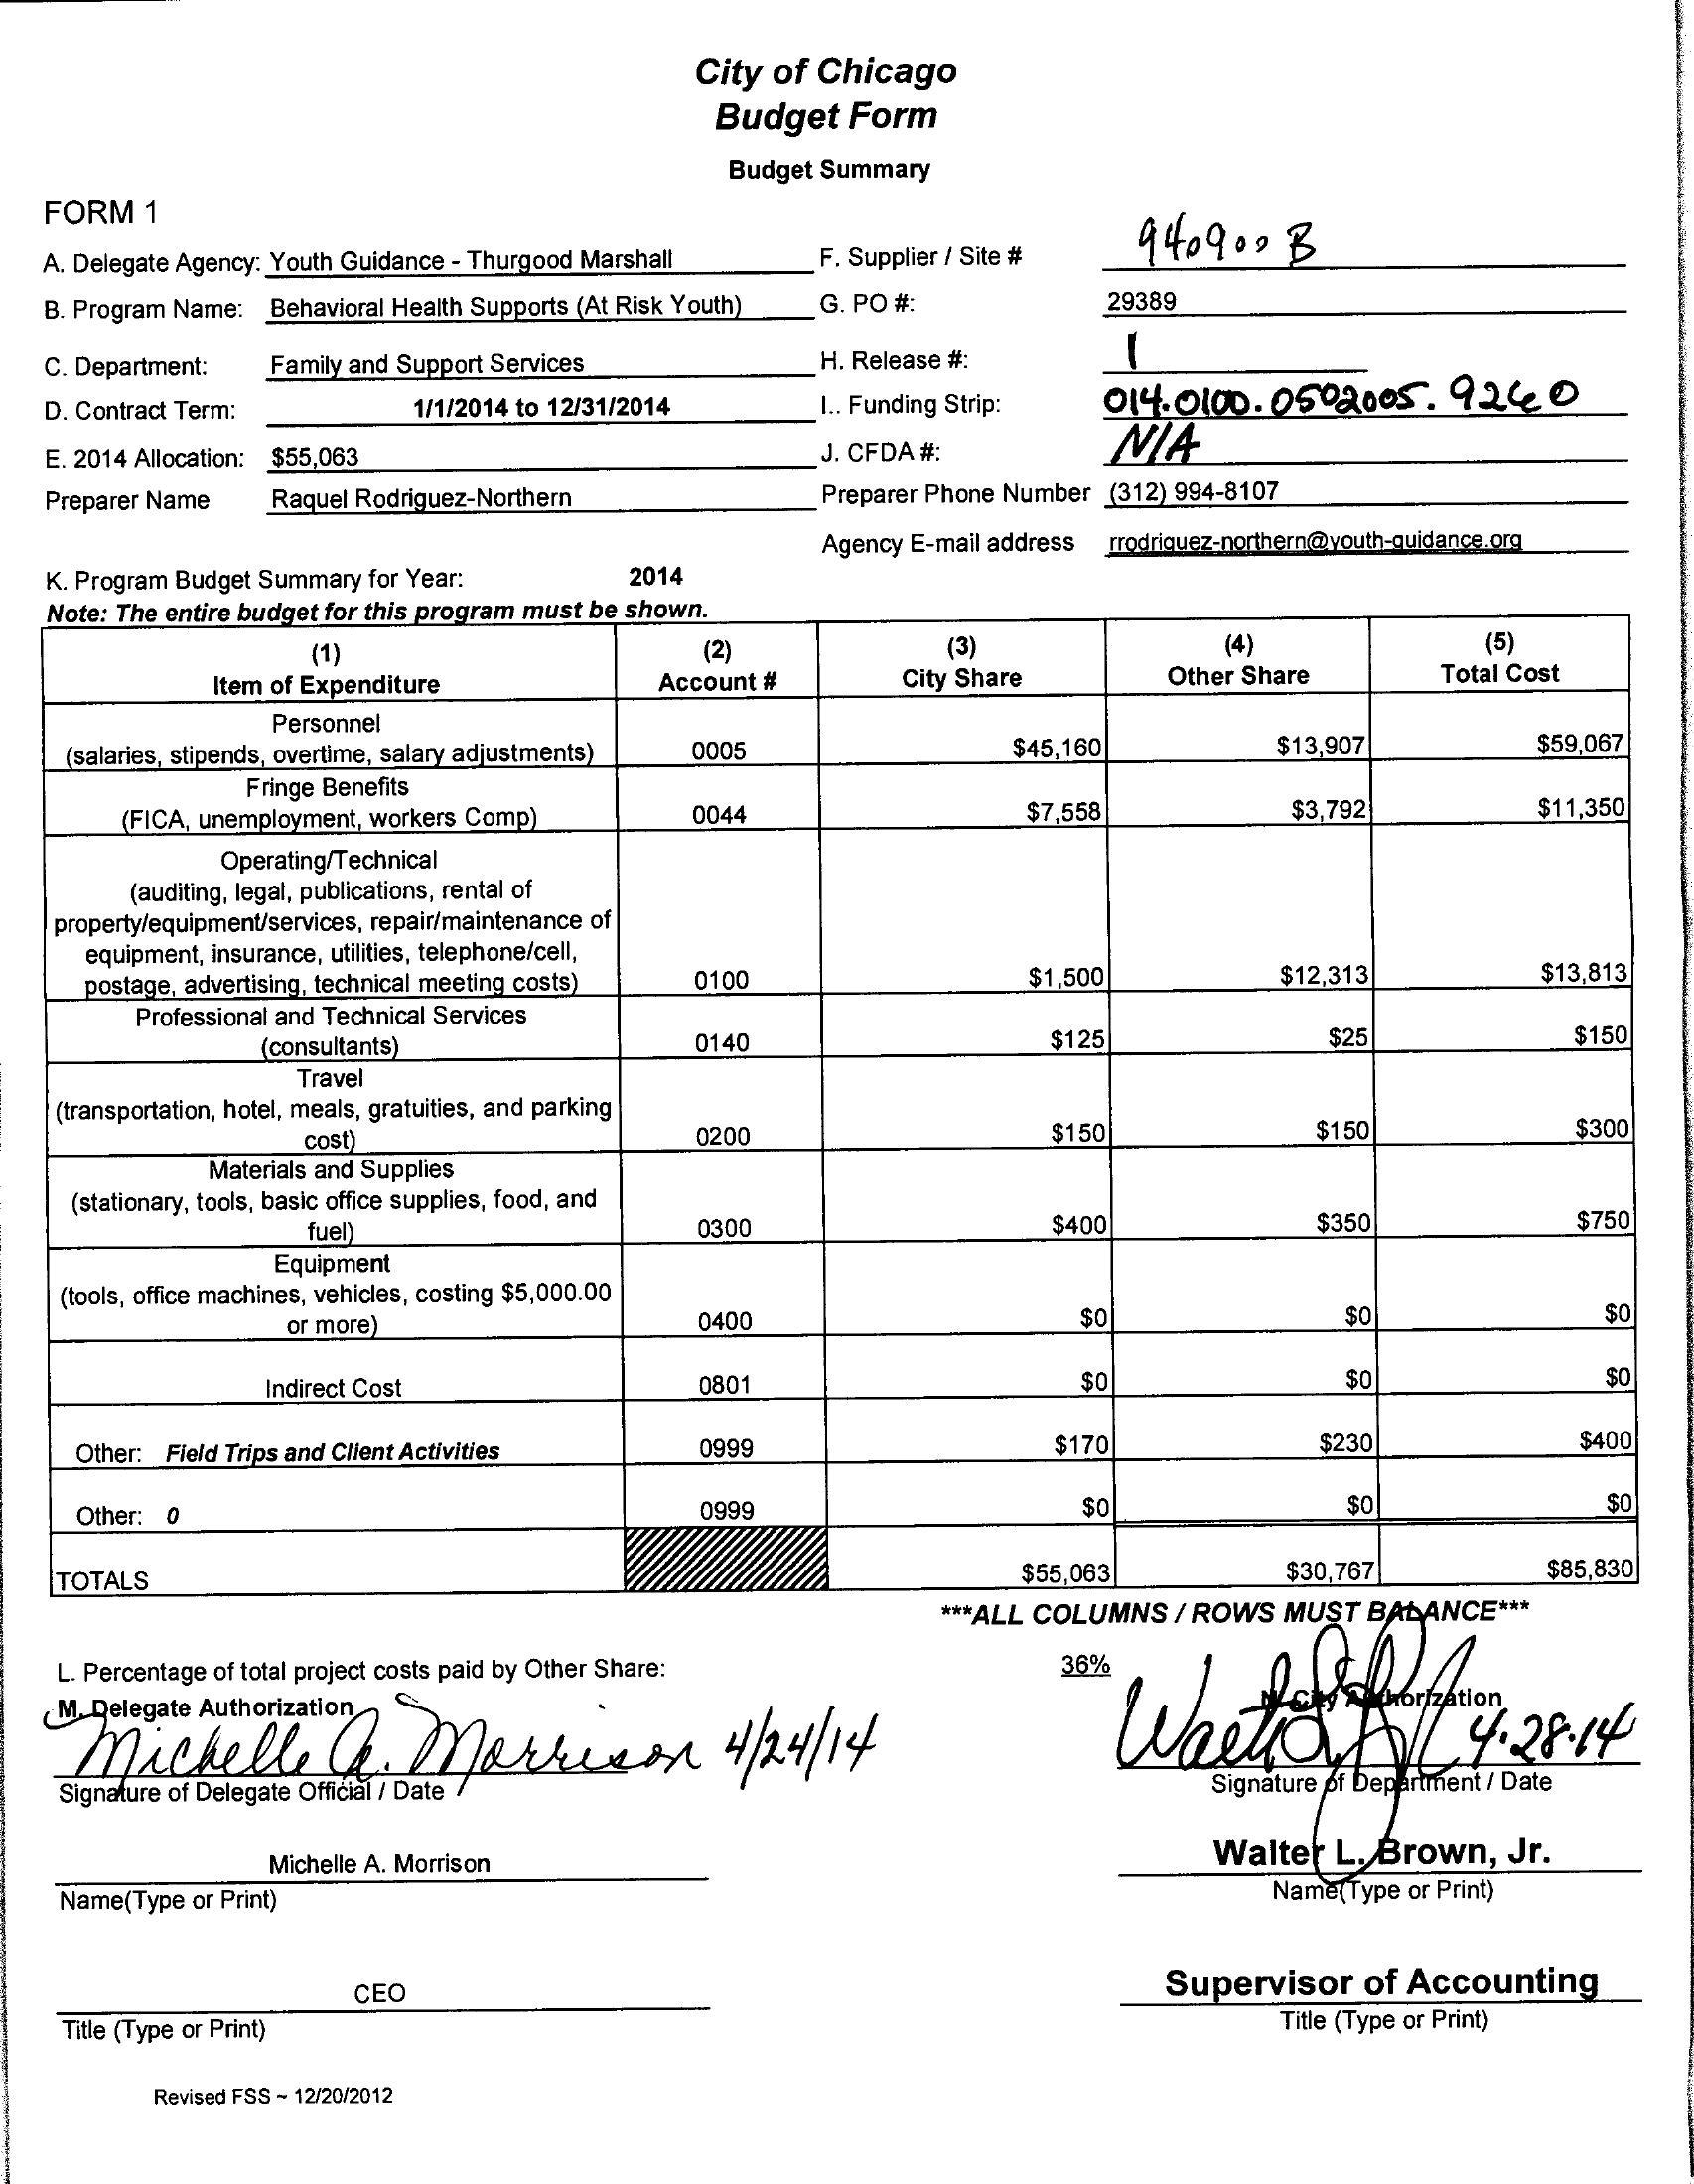 City of Chicago
Budget Form
Budget Summary
FORM 1
A. Delegate Agency: Youth Guidance - Thurgood Marshall F. Supplier / Site # 940900 B
B. Program Name: Behavioral Health Supports (At Risk Youth) G. PO #: 29389
C. Department: Family and Support Services H. Release #: 1
D. Contract Term: 1/1/2014 to 12/31/2014 I.. Funding Strip: 014.0100.0502005.9260
E. 2014 Allocation: $55,063 J. CFDA #: N/A
Preparer Name Raquel Rodriguez-Northern Preparer Phone Number (312) 994-8107
Agency E-mail address rrodriguez-northern@youth-guidance.org
K. Program Budget Summary for Year: 2014
Note: The entire budget for this program must be shown.
(1) (2) (3) (4) (5)
Item of Expenditure Account # City Share Other Share Total Cost
Personnel
(salaries, stipends, overtime, salary adjustments) 0005 $45,160 $13,907 $59,067
Fringe Benefits
(FICA, unemployment, workers Comp) 0044 $7,558 $3,792 $11,350
Operating/Technical
(auditing, legal, publications, rental of
property/equipment/services, repair/maintenance of
equipment, insurance, utilities, telephone/cell,
postage, advertising, technical meeting costs) 0100 $1,500 $12,313 $13,813
Professional and Technical Services
(consultants) 0140 $125 $25 $150
Travel
(transportation, hotel, meals, gratuities, and parking
cost) 0200 $150 $150 $300
Materials and Supplies
(stationary, tools, basic office supplies, food, and
fuel) 0300 $400 $350 $750
Equipment
(tools, office machines, vehicles, costing $5,000.00
or more) 0400 $0 $0 $0
Indirect Cost 0801 $0 $0 $0
Other: Field Trips and Client Activities 0999 $170 $230 $400
Other: 0 0999 $0 $0 $0
TOTALS $55,063 $30,767 $85,830
***ALL COLUMNS / ROWS MUST BALANCE***
L. Percentage of total project costs paid by Other Share: 36%
M. Delegate Authorization N. City Authorization
Michelle A. Morrison 4/24/14 4.28.14
Signature of Delegate Official / Date Signature of Department / Date
Michelle A. Morrison Walter L. Brown, Jr.
Name(Type or Print) Name(Type or Print)
CEO Supervisor of Accounting
Title (Type or Print) Title (Type or Print)
Revised FSS ~ 12/20/2012